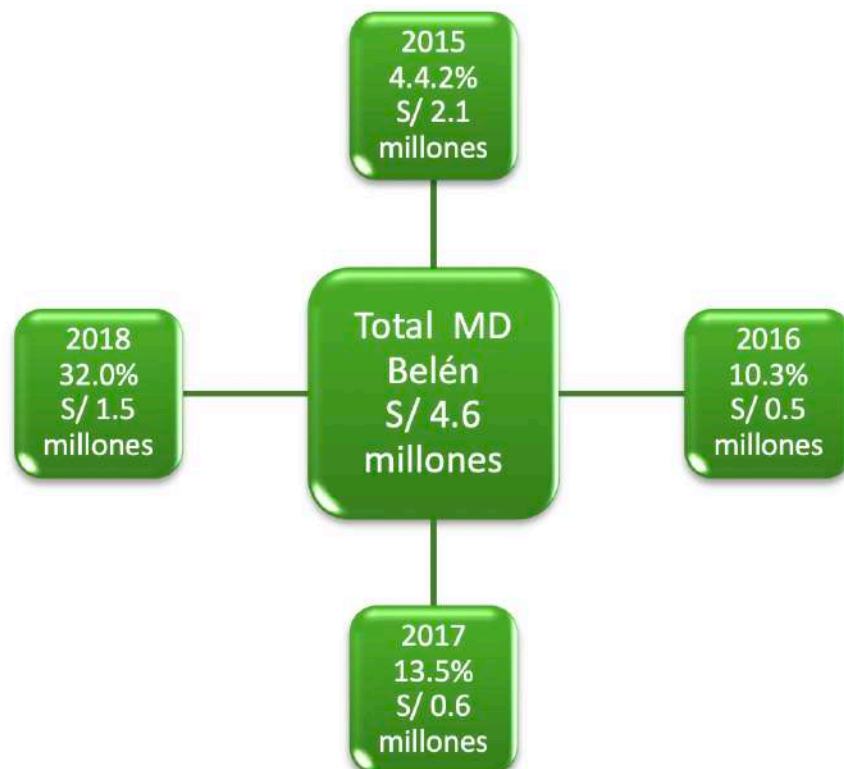 2015
4.4.2%
S/ 2.1
millones
2018
32.0%
S/ 1.5
millones
Total MD
Belén
S/ 4.6
millones
2016
10.3%
S/ 0.5
millones
2017
13.5%
S/ 0.6
millones